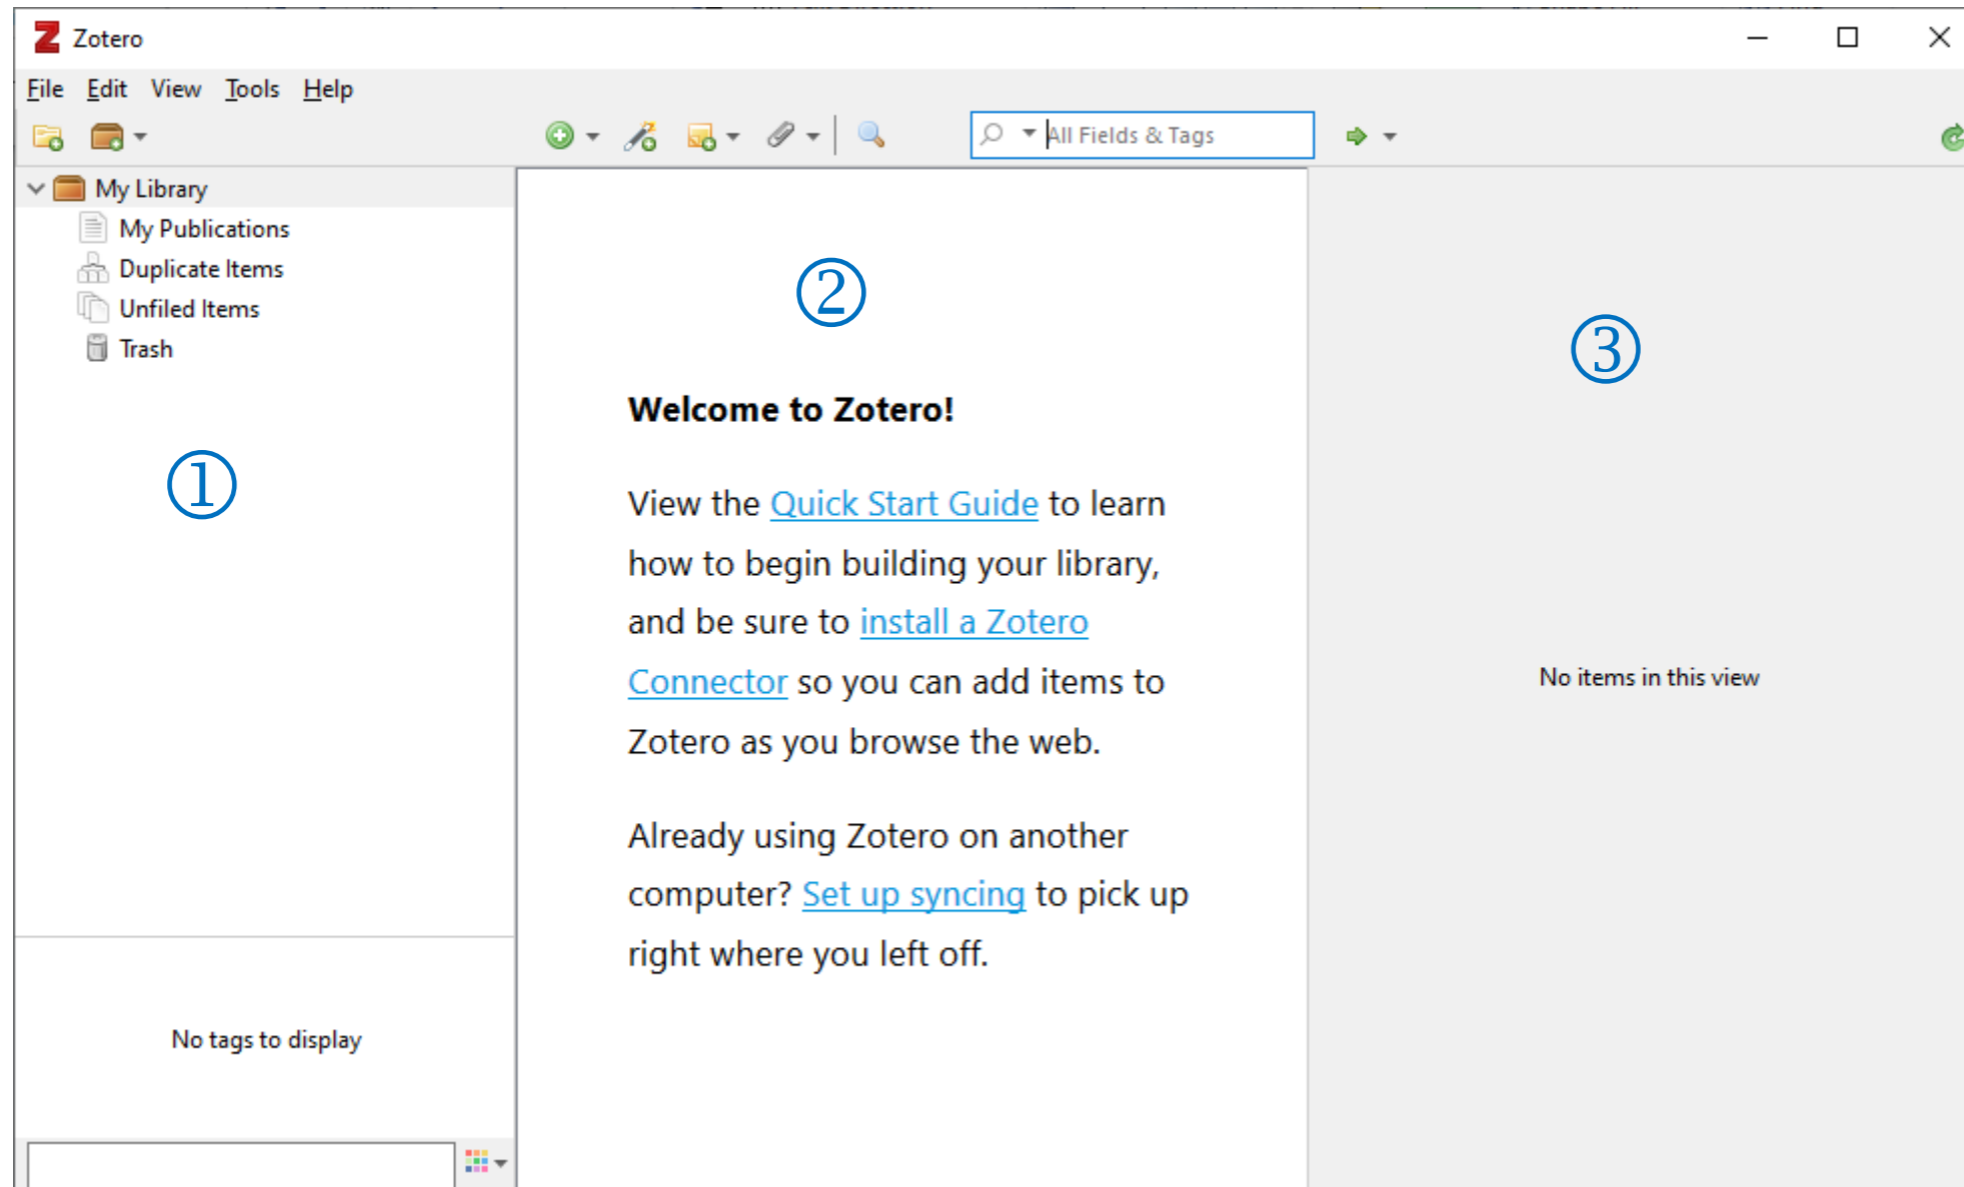 Zotero
File Edit View Tools Help
All Fields & Tags
My Library
My Publications
Duplicate Items
Unfiled Items
Trash
①
No tags to display
②
Welcome to Zotero!
View the Quick Start Guide to learn
how to begin building your library,
and be sure to install a Zotero
Connector so you can add items to
Zotero as you browse the web.
Already using Zotero on another
computer? Set up syncing to pick up
right where you left off.
③
No items in this view